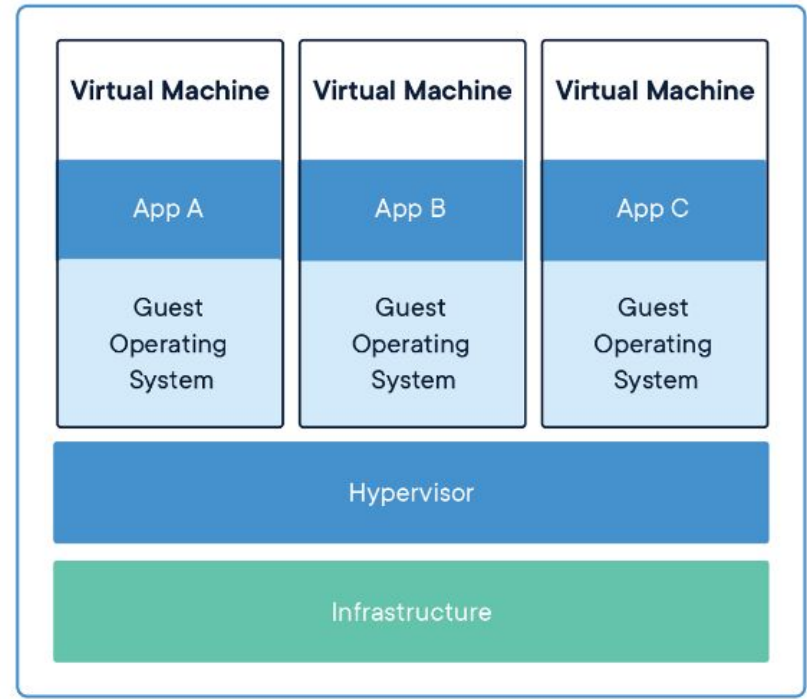 Virtual Machine
App A
Guest
Operating
System
Virtual Machine
App B
Guest
Operating
System
Virtual Machine
App C
Guest
Operating
System
Hypervisor
Infrastructure